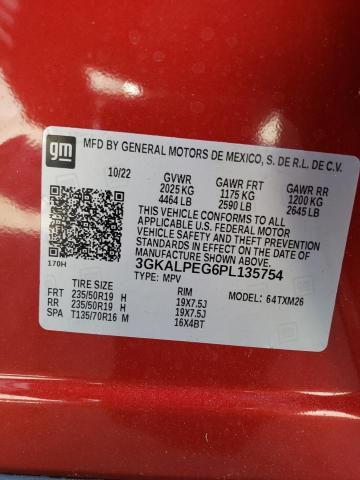 gm
MFD BY GENERAL MOTORS DE MEXICO, S. DE R.L. DE C.V.
10/22 GVWR GAWR FRT GAWR RR
2025 KG 1175 KG 1200 KG
4464 LB 2590 LB 2645 LB
THIS VEHICLE CONFORMS TO ALL APPLICABLE U.S. FEDERAL MOTOR VEHICLE SAFETY, BUMPER, AND THEFT PREVENTION STANDARDS IN EFFECT ON THE DATE OF MANUFACTURE SHOWN ABOVE.
170H 3GKALPEG6PL135754
TYPE: MPV
TIRE SIZE RIM MODEL: 64TXM26
FRT 235/50R19 H 19X7.5J
RR 235/50R19 H 19X7.5J
SPA T135/70R16 M 16X4BT